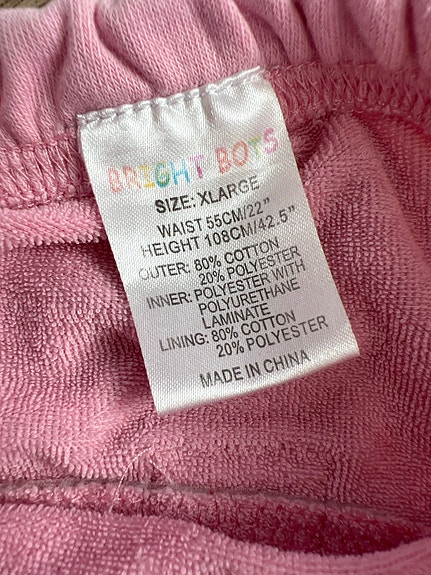 BRIGHT BOTS
SIZE: XLARGE
WAIST 55CM/22"
HEIGHT 108CM/42.5"
OUTER: 80% COTTON
20% POLYESTER
INNER: POLYESTER WITH
POLYURETHANE
LAMINATE
LINING: 80% COTTON
20% POLYESTER
MADE IN CHINA